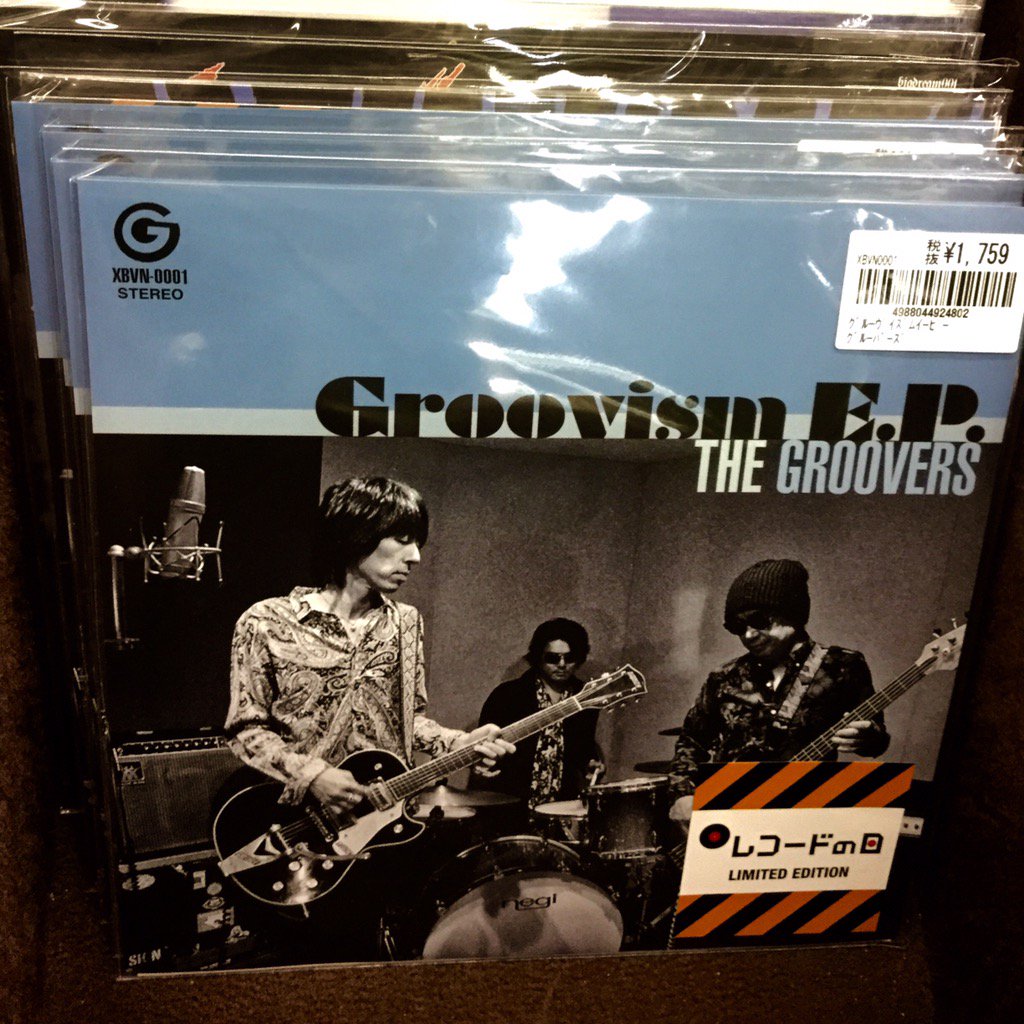 G
XBVN-0001
STEREO
XBVN0001
税抜 ¥1,759
4988044924802
グルーヴィズムイーピー
グルーバーズ
Groovism E.P.
THE GROOVERS
negi
レコードの日
LIMITED EDITION